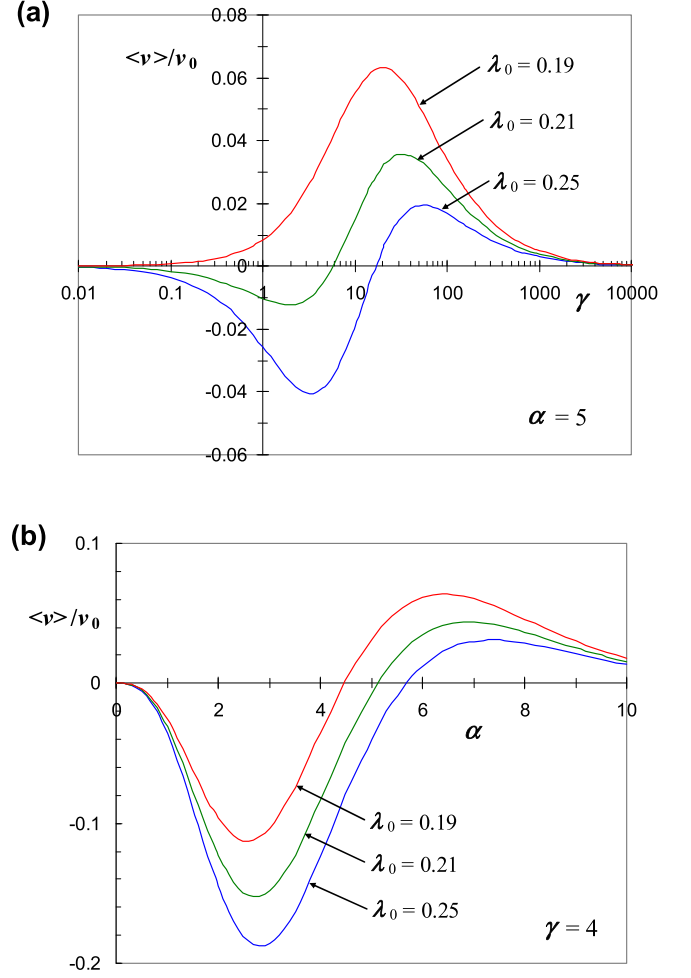 (a)
0.08
<v>/v0
0.06
λ0 = 0.19
0.04
λ0 = 0.21
0.02
λ0 = 0.25
0
0.01 0.1 1 10 100 1000 10000
γ
-0.02
-0.04
α = 5
-0.06
(b)
0.1
<v>/v0
0
0 2 4 6 8 10
α
-0.1
λ0 = 0.19
λ0 = 0.21
λ0 = 0.25
γ = 4
-0.2